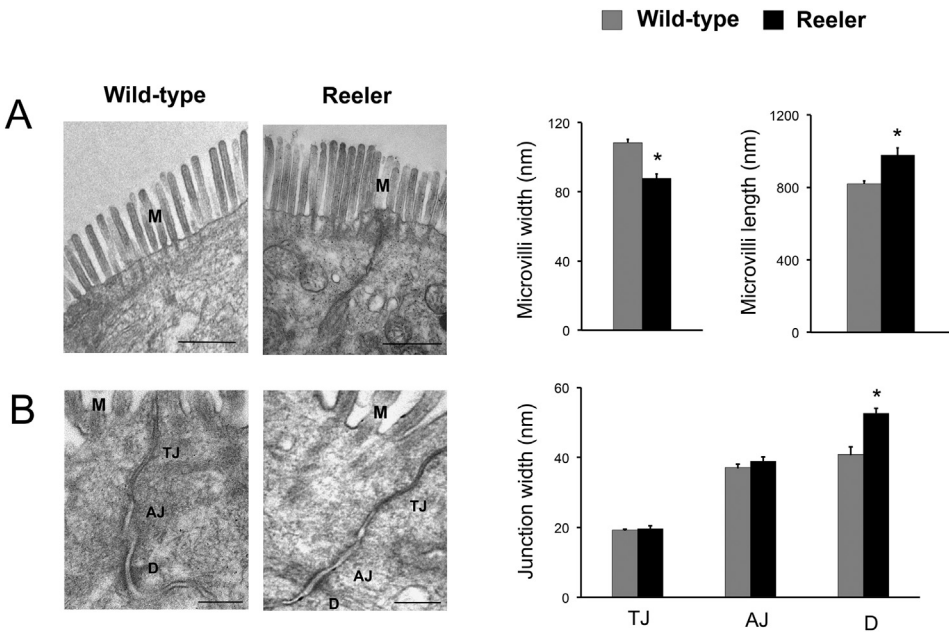 Wild-type Reeler
A
Wild-type Reeler
M
M
Microvilli width (nm)
120
80
40
0
*
Microvilli length (nm)
1200
800
400
0
*
B
M
TJ
AJ
D
M
TJ
AJ
D
Junction width (nm)
60
40
20
0
*
TJ AJ D